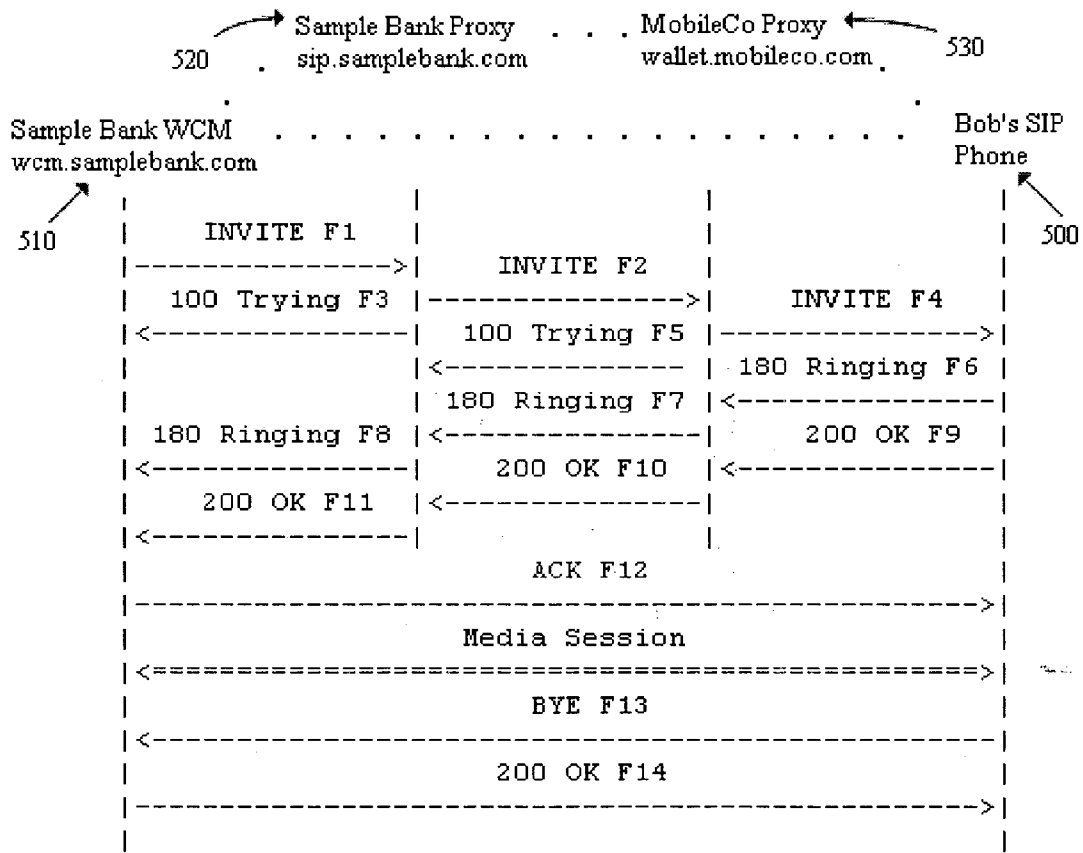 520
Sample Bank Proxy . . . MobileCo Proxy
sip.samplebank.com wallet.mobileco.com
530
Sample Bank WCM . . . . . . . . . . . . . . . . . . . . Bob's SIP
wcm.samplebank.com Phone
510
500
| INVITE F1 | | |
|--------------->| INVITE F2 | |
| 100 Trying F3 |--------------->| INVITE F4 |
|<---------------| 100 Trying F5 |--------------->|
| |<--------------- | 180 Ringing F6 |
| | 180 Ringing F7 |<---------------|
| 180 Ringing F8 |<---------------| 200 OK F9 |
|<---------------| 200 OK F10 |<---------------|
| 200 OK F11 |<---------------| |
|<---------------| | |
| ACK F12 |
|------------------------------------------------->|
| Media Session |
|<================================================>|
| BYE F13 |
|<-------------------------------------------------|
| 200 OK F14 |
|------------------------------------------------->|
| |